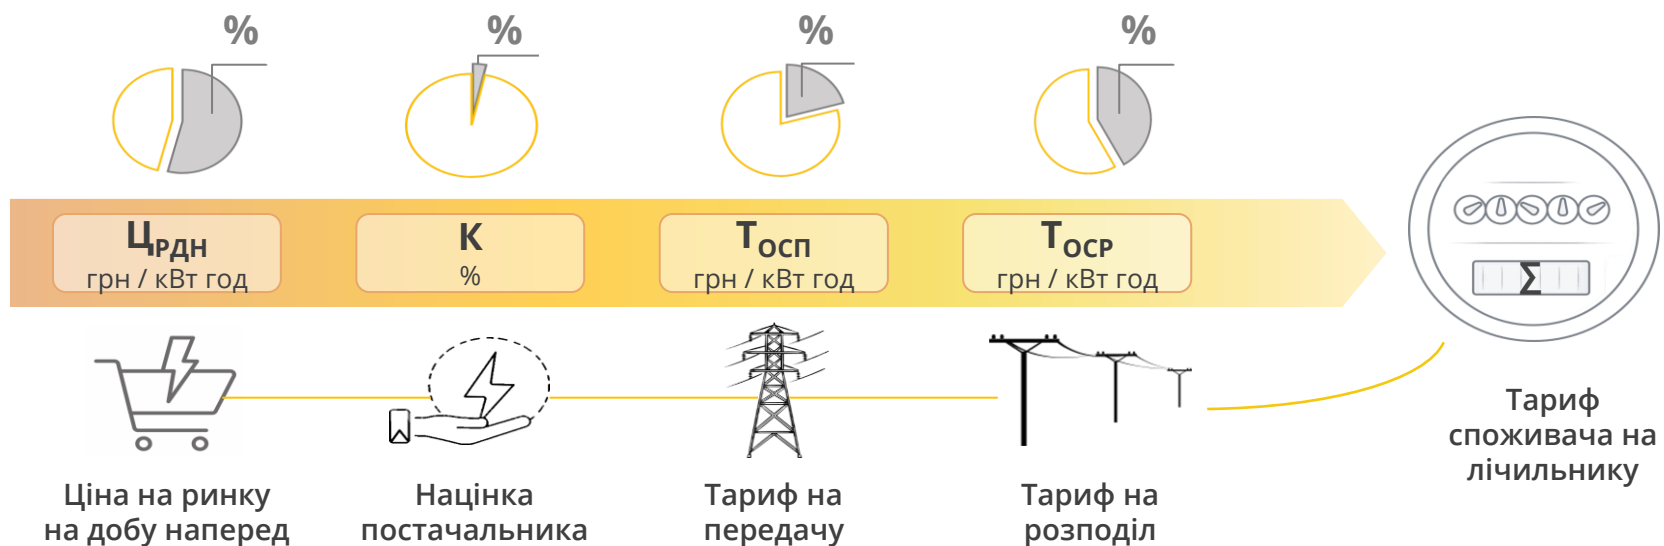 %
%
%
%
ЦРДН
грн / кВт год
К
%
ТОСП
грн / кВт год
ТОСР
грн / кВт год
Σ
Ціна на ринку
на добу наперед
Націнка
постачальника
Тариф на
передачу
Тариф на
розподіл
Тариф
споживача на
лічильнику